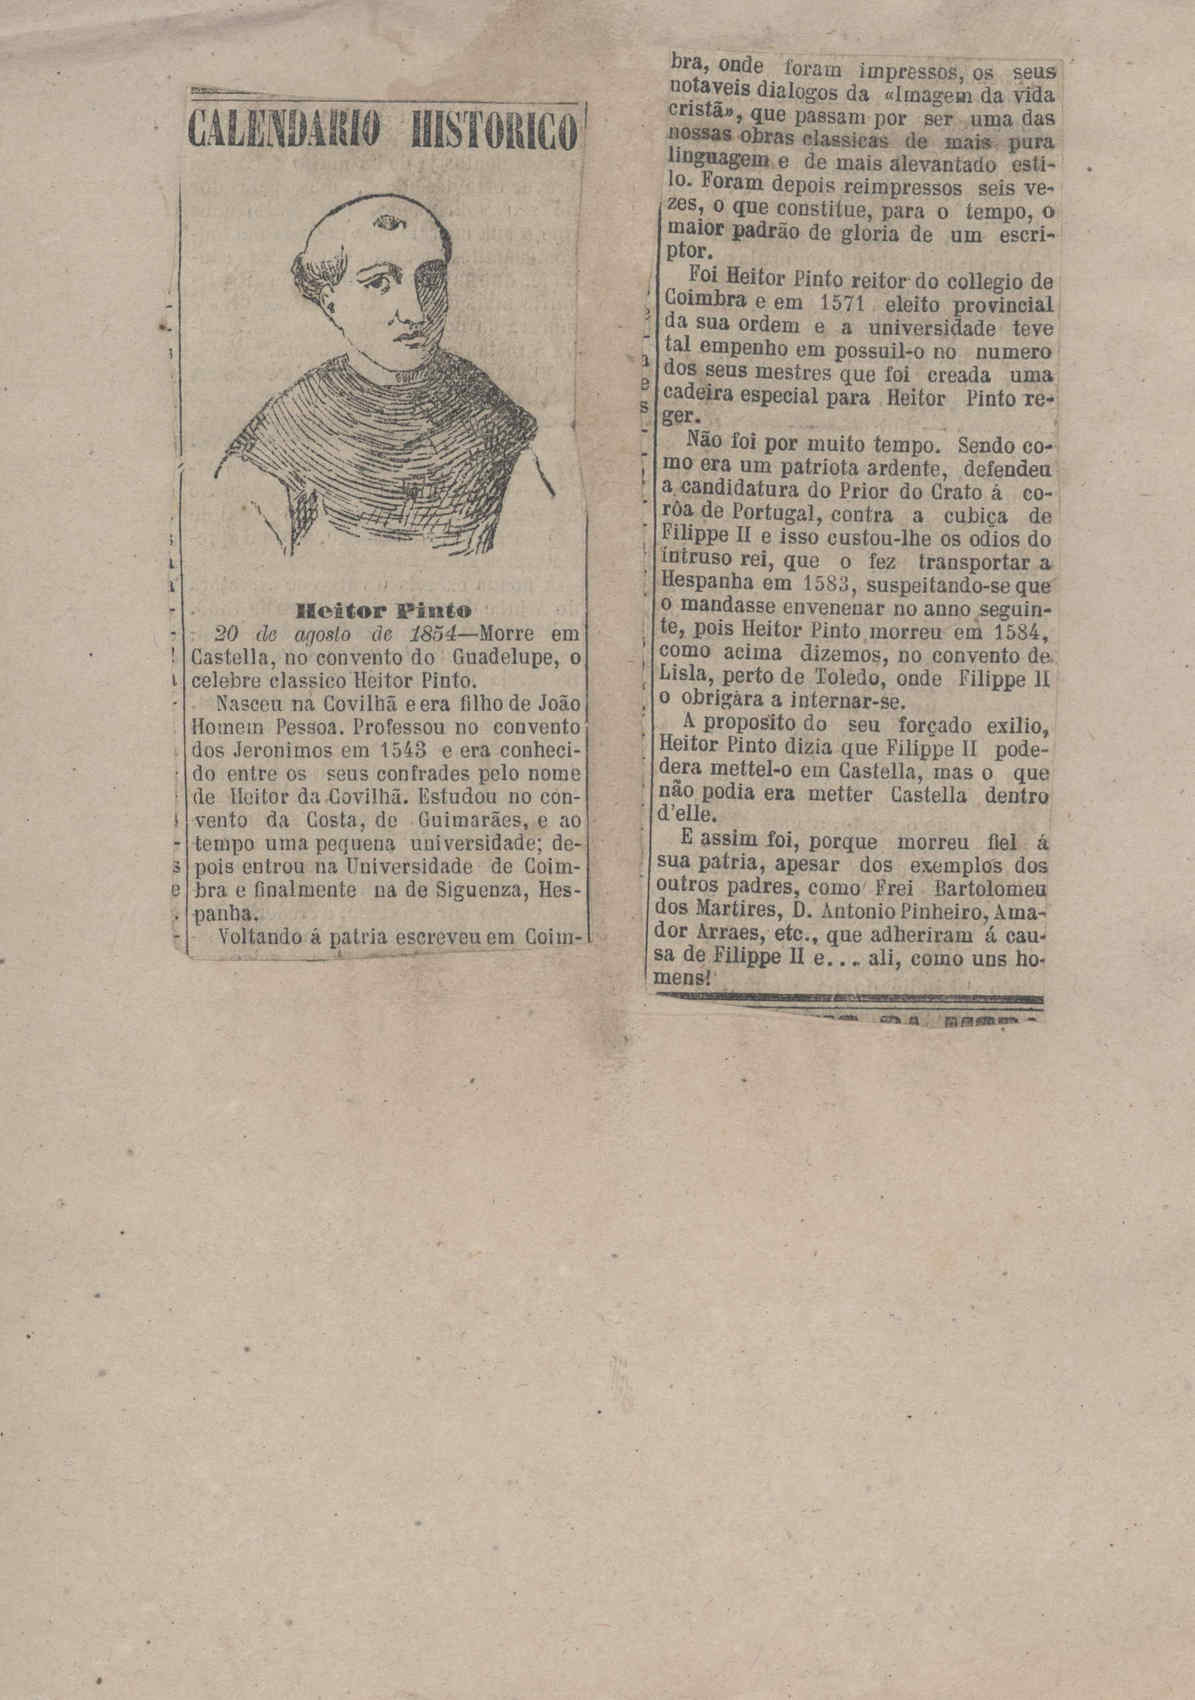 CALENDARIO HISTORICO
Heitor Pinto
20 de agosto de 1854—Morre em
Castella, no convento do Guadelupe, o
celebre classico Heitor Pinto.
Nasceu na Covilhã e era filho de João
Homem Pessoa. Professou no convento
dos Jeronimos em 1543 e era conheci-
do entre os seus confrades pelo nome
de Heitor da Covilhã. Estudou no con-
vento da Costa, de Guimarães, e ao
tempo uma pequena universidade; de-
pois entrou na Universidade de Coim-
bra e finalmente na de Siguenza, Hes-
panha.
Voltando á patria escreveu em Coim-
bra, onde foram impressos, os seus
notaveis dialogos da «Imagem da vida
cristã», que passam por ser uma das
nossas obras classicas de mais pura
linguagem e de mais alevantado esti-
lo. Foram depois reimpressos seis ve-
zes, o que constitue, para o tempo, o
maior padrão de gloria de um escri-
ptor.
Foi Heitor Pinto reitor do collegio de
Coimbra e em 1571 eleito provincial
da sua ordem e a universidade teve
tal empenho em possuil-o no numero
dos seus mestres que foi creada uma
cadeira especial para Heitor Pinto re-
ger.
Não foi por muito tempo. Sendo co-
mo era um patriota ardente, defendeu
a candidatura do Prior do Crato á co-
rôa de Portugal, contra a cubiça de
Filippe II e isso custou-lhe os odios do
intruso rei, que o fez transportar a
Hespanha em 1583, suspeitando-se que
o mandasse envenenar no anno seguin-
te, pois Heitor Pinto morreu em 1584,
como acima dizemos, no convento de
Lisla, perto de Toledo, onde Filippe II
o obrigára a internar-se.
A proposito do seu forçado exilio,
Heitor Pinto dizia que Filippe II pode-
dera mettel-o em Castella, mas o que
não podia era metter Castella dentro
d'elle.
E assim foi, porque morreu fiel á
sua patria, apesar dos exemplos dos
outros padres, como Frei Bartolomeu
dos Martires, D. Antonio Pinheiro, Ama-
dor Arraes, etc., que adheriram á cau-
sa de Filippe II e... ali, como uns ho-
mens!